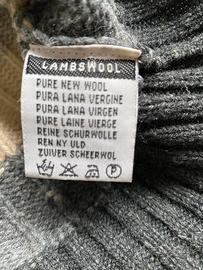 LAMBSWOOL
PURE NEW WOOL
PURA LANA VERGINE
PURA LANA VIRGEN
PURE LAINE VIERGE
REINE SCHURWOLLE
REN NY ULD
ZUIVER SCHEERWOL